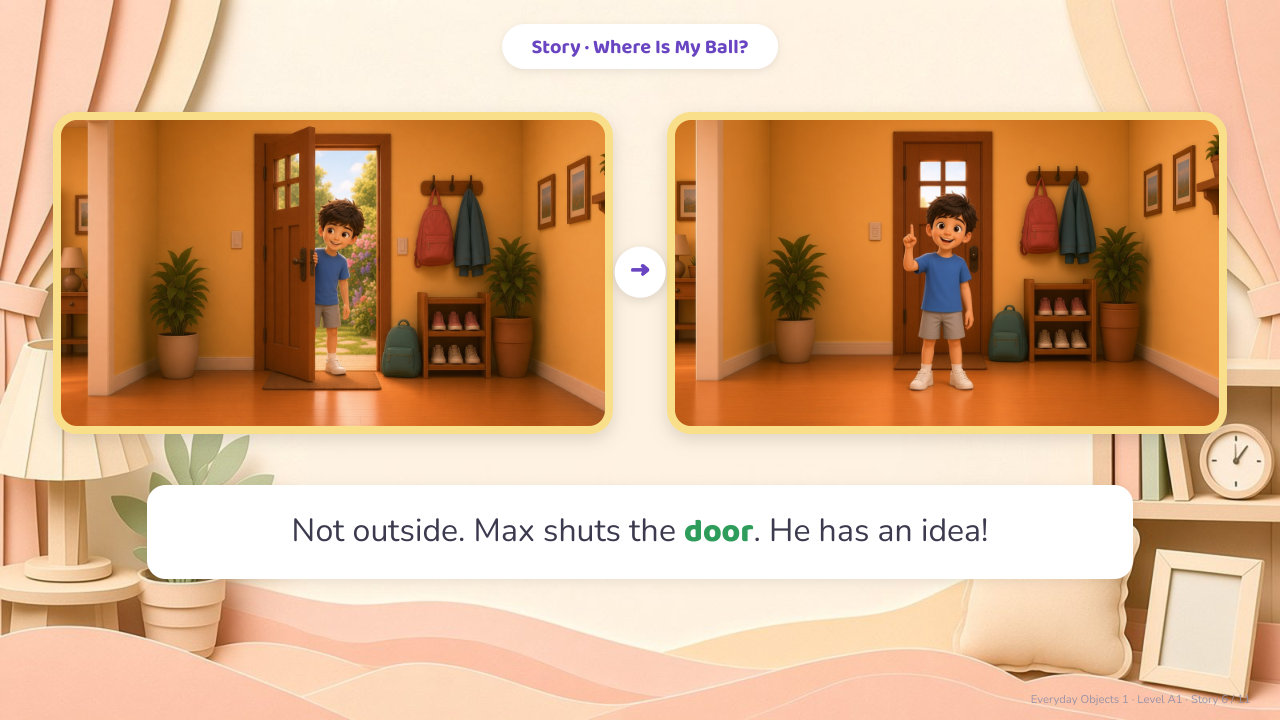 Story · Where Is My Ball?
➜
Not outside. Max shuts the door. He has an idea!
Everyday Objects 1 · Level A1 · Story